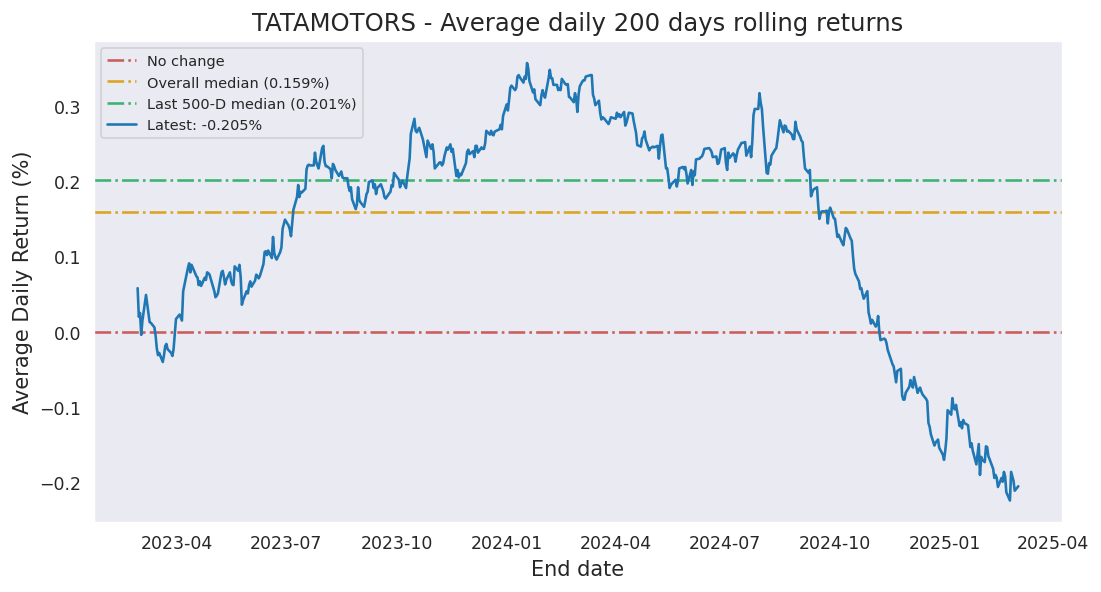 TATAMOTORS - Average daily 200 days rolling returns
No change
Overall median (0.159%)
Last 500-D median (0.201%)
Latest: -0.205%
Average Daily Return (%)
0.3
0.2
0.1
0.0
−0.1
−0.2
2023-04 2023-07 2023-10 2024-01 2024-04 2024-07 2024-10 2025-01 2025-04
End date